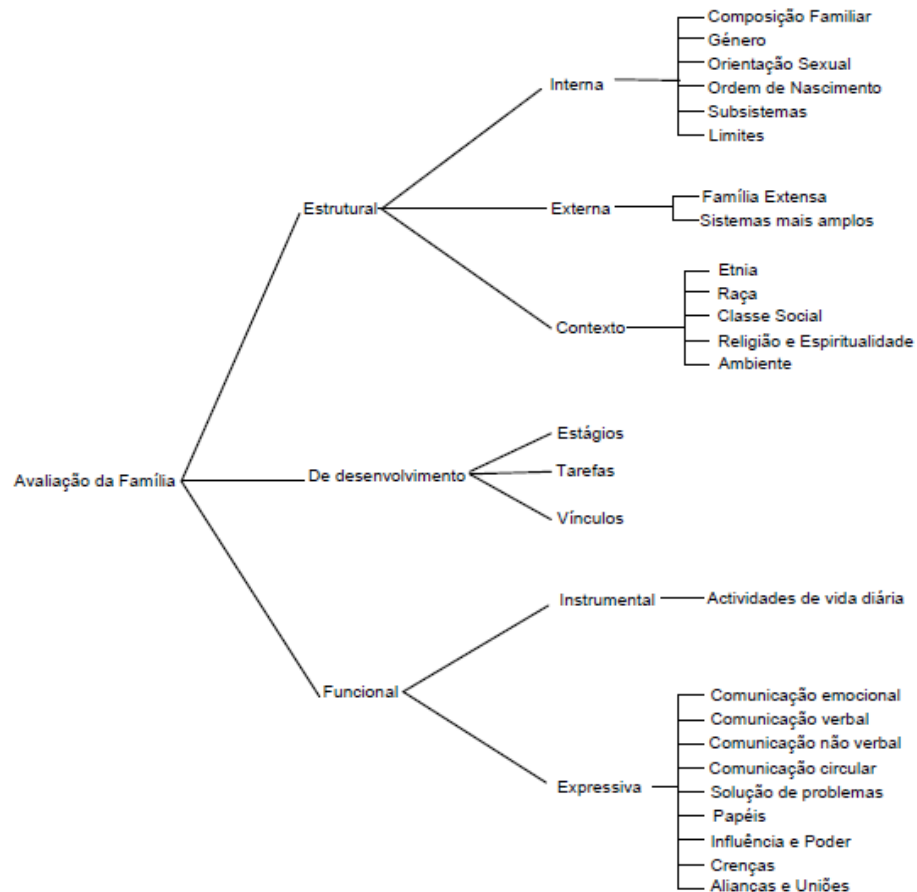 Composição Familiar
Género
Orientação Sexual
Interna
Ordem de Nascimento
Subsistemas
Limites
Família Extensa
Estrutural
Externa
Sistemas mais amplos
Etnia
Raça
Classe Social
Contexto
Religião e Espiritualidade
Ambiente
Estágios
Avaliação da Família
De desenvolvimento
Tarefas
Vínculos
Instrumental
Actividades de vida diária
Funcional
Comunicação emocional
Comunicação verbal
Comunicação não verbal
Comunicação circular
Expressiva
Solução de problemas
Papéis
Influência e Poder
Crenças
Alianças e Uniões